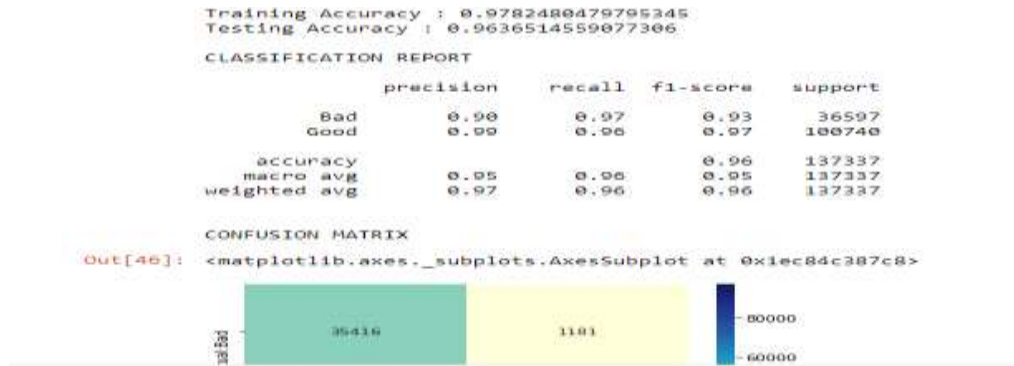 Training Accuracy : 0.9782480479795345
Testing Accuracy : 0.9636514559077306
CLASSIFICATION REPORT
precision recall f1-score support
Bad 0.90 0.97 0.93 36597
Good 0.99 0.96 0.97 100740
accuracy 0.96 137337
macro avg 0.95 0.96 0.95 137337
weighted avg 0.97 0.96 0.96 137337
CONFUSION MATRIX
Out[46]: <matplotlib.axes._subplots.AxesSubplot at 0x1ec84c387c8>
35416 1181
80000
60000